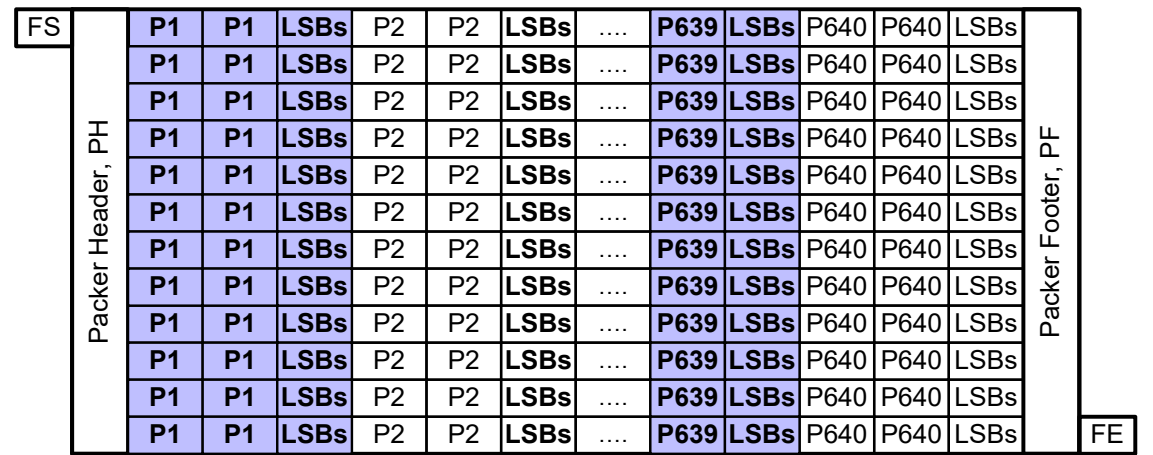 FS P1 P1 LSBs P2 P2 LSBs .... P639 LSBs P640 P640 LSBs
P1 P1 LSBs P2 P2 LSBs .... P639 LSBs P640 P640 LSBs
P1 P1 LSBs P2 P2 LSBs .... P639 LSBs P640 P640 LSBs
P1 P1 LSBs P2 P2 LSBs .... P639 LSBs P640 P640 LSBs
P1 P1 LSBs P2 P2 LSBs .... P639 LSBs P640 P640 LSBs
P1 P1 LSBs P2 P2 LSBs .... P639 LSBs P640 P640 LSBs
P1 P1 LSBs P2 P2 LSBs .... P639 LSBs P640 P640 LSBs
P1 P1 LSBs P2 P2 LSBs .... P639 LSBs P640 P640 LSBs
P1 P1 LSBs P2 P2 LSBs .... P639 LSBs P640 P640 LSBs
P1 P1 LSBs P2 P2 LSBs .... P639 LSBs P640 P640 LSBs
P1 P1 LSBs P2 P2 LSBs .... P639 LSBs P640 P640 LSBs
P1 P1 LSBs P2 P2 LSBs .... P639 LSBs P640 P640 LSBs FE
Packer Header, PH
Packer Footer, PF